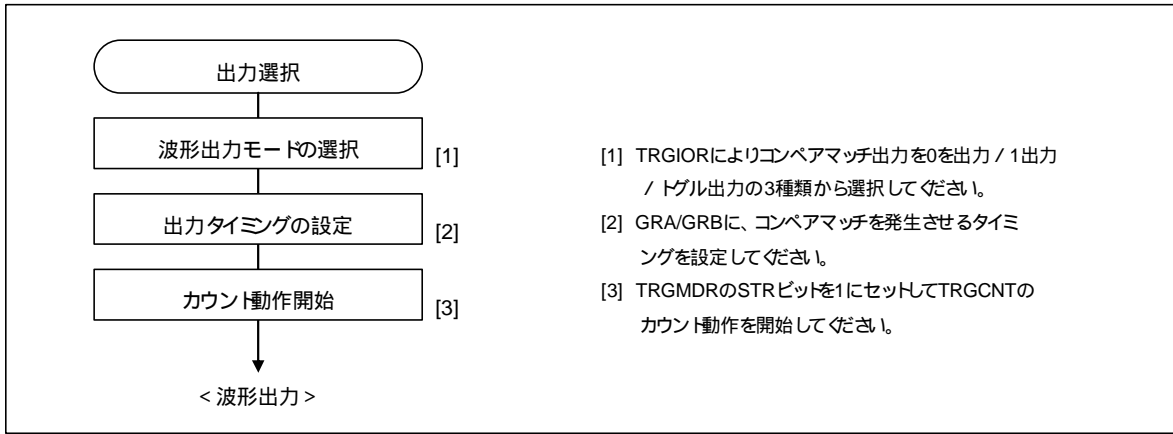 出力選択
波形出力モードの選択 [1]
出力タイミングの設定 [2]
カウント動作開始 [3]
<波形出力>
[1] TRGIORによりコンペアマッチ出力を0を出力/1出力
/トグル出力の3種類から選択してください。
[2] GRA/GRBに、コンペアマッチを発生させるタイミ
ングを設定してください。
[3] TRGMDRのSTRビットを1にセットしてTRGCNTの
カウント動作を開始してください。